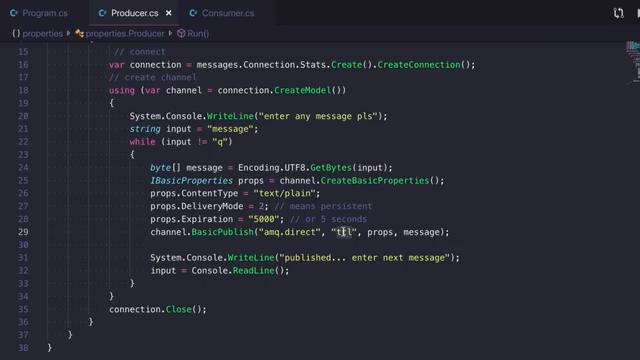 Program.cs
Producer.cs ×
Consumer.cs
{ } properties › properties.Producer › Run()
15 // connect
16 var connection = messages.Connection.Stats.Create().CreateConnection();
17 // create channel
18 using (var channel = connection.CreateModel())
19 {
20 System.Console.WriteLine("enter any message pls");
21 string input = "message";
22 while (input != "q")
23 {
24 byte[] message = Encoding.UTF8.GetBytes(input);
25 IBasicProperties props = channel.CreateBasicProperties();
26 props.ContentType = "text/plain";
27 props.DeliveryMode = 2; // means persistent
28 props.Expiration = "5000"; // or 5 seconds
29 channel.BasicPublish("amq.direct", "ttl", props, message);
30
31 System.Console.WriteLine("published... enter next message");
32 input = Console.ReadLine();
33 }
34 }
35 connection.Close();
36 }
37 }
38 }